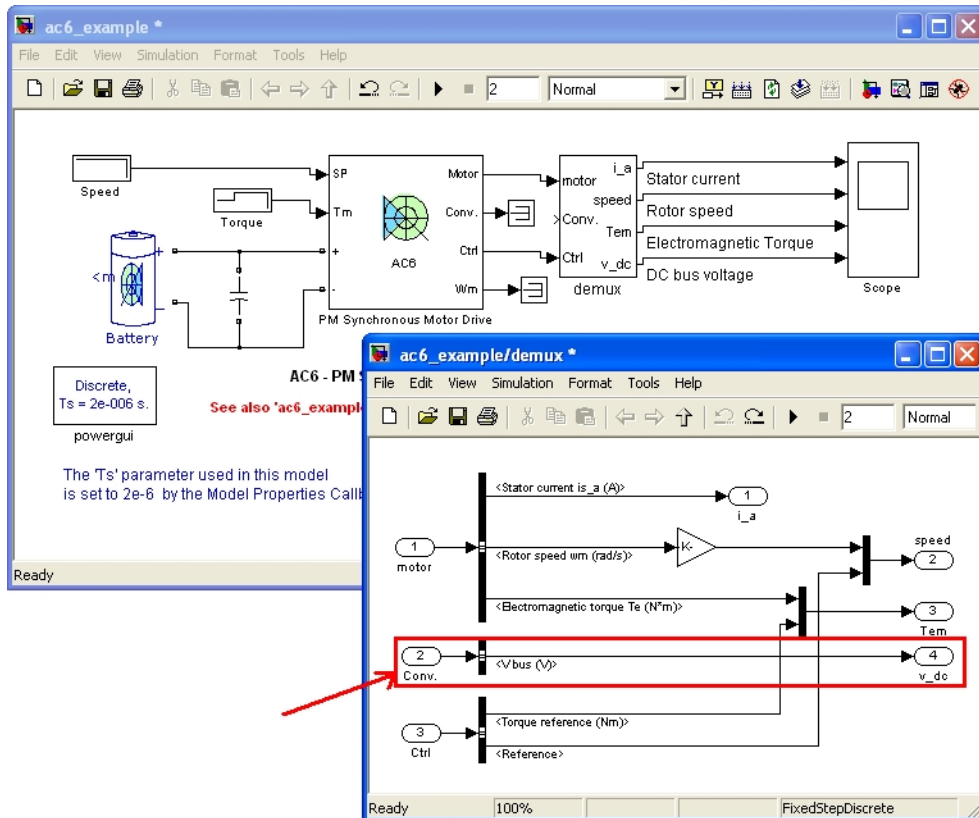 ac6_example *
File Edit View Simulation Format Tools Help
2 Normal
Speed
Torque
SP
Tm
+
-
Motor
Conv.
Ctrl
Wm
AC6
PM Synchronous Motor Drive
motor
Conv.
Ctrl
i_a
speed
Tem
v_dc
demux
Stator current
Rotor speed
Electromagnetic Torque
DC bus voltage
Scope
<m
Battery
Discrete,
Ts = 2e-006 s.
powergui
AC6 - PM S
See also 'ac6_example
The 'Ts' parameter used in this model
is set to 2e-6 by the Model Properties Callb
Ready
ac6_example/demux *
File Edit View Simulation Format Tools Help
2 Normal
<Stator current is_a (A)>
1
i_a
1
motor
<Rotor speed wm (rad/s)>
-K-
speed
2
<Electromagnetic torque Te (N*m)>
3
Tem
2
Conv.
<Vbus (V)>
4
v_dc
<Torque reference (Nm)>
3
Ctrl
<Reference>
Ready 100% FixedStepDiscrete